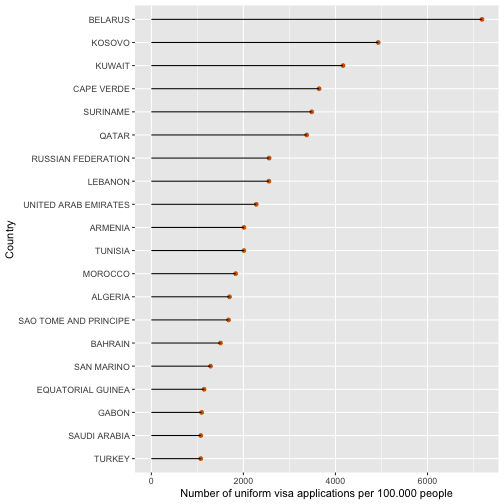 BELARUS
KOSOVO
KUWAIT
CAPE VERDE
SURINAME
QATAR
RUSSIAN FEDERATION
LEBANON
UNITED ARAB EMIRATES
ARMENIA
TUNISIA
MOROCCO
ALGERIA
SAO TOME AND PRINCIPE
BAHRAIN
SAN MARINO
EQUATORIAL GUINEA
GABON
SAUDI ARABIA
TURKEY
Country
0 2000 4000 6000
Number of uniform visa applications per 100.000 people